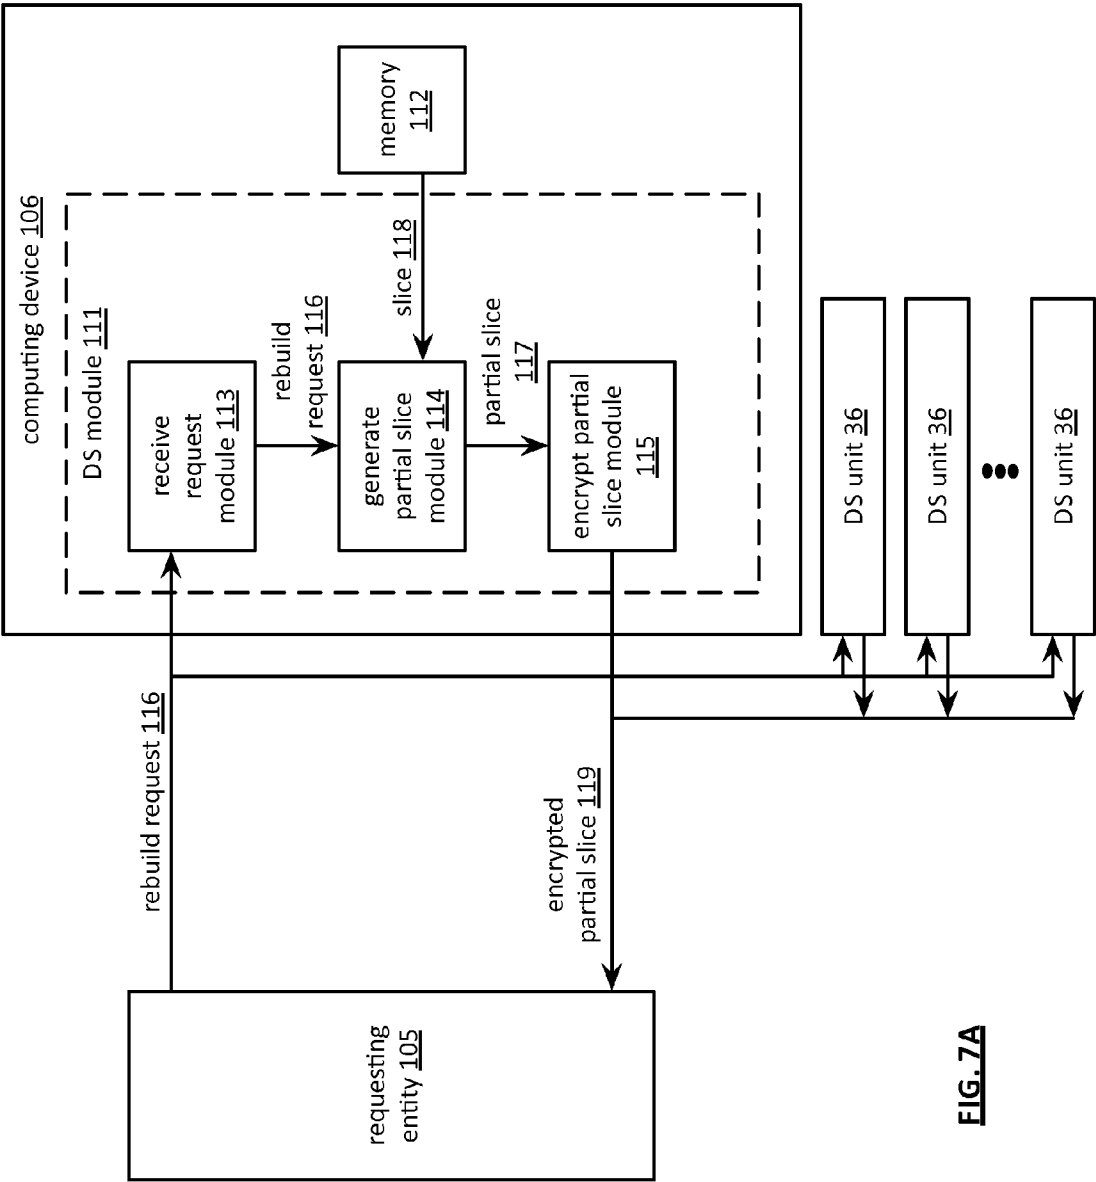 computing device 106
DS module 111
receive
request
module 113
rebuild
request 116
generate
partial slice
module 114
slice 118
memory
112
partial slice
117
encrypt partial
slice module
115
rebuild request 116
encrypted
partial slice 119
requesting
entity 105
DS unit 36
DS unit 36
DS unit 36
FIG. 7A